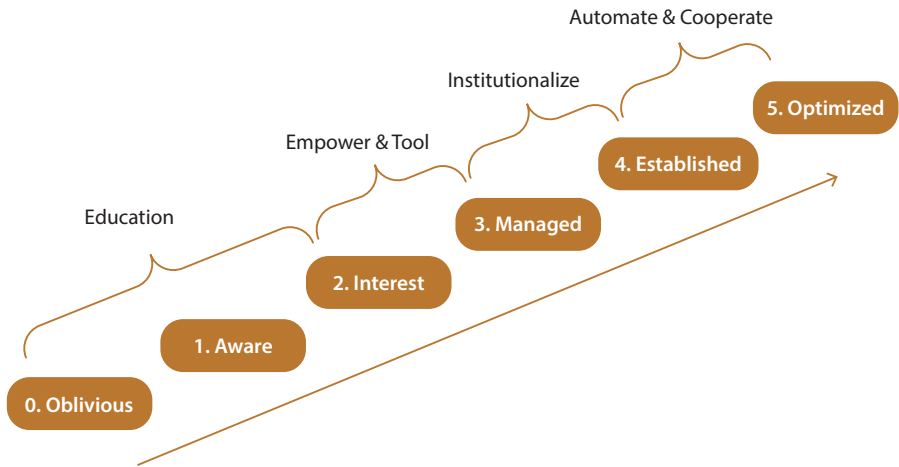 Automate & Cooperate
Institutionalize
5. Optimized
Empower & Tool
4. Established
Education
3. Managed
2. Interest
1. Aware
0. Oblivious